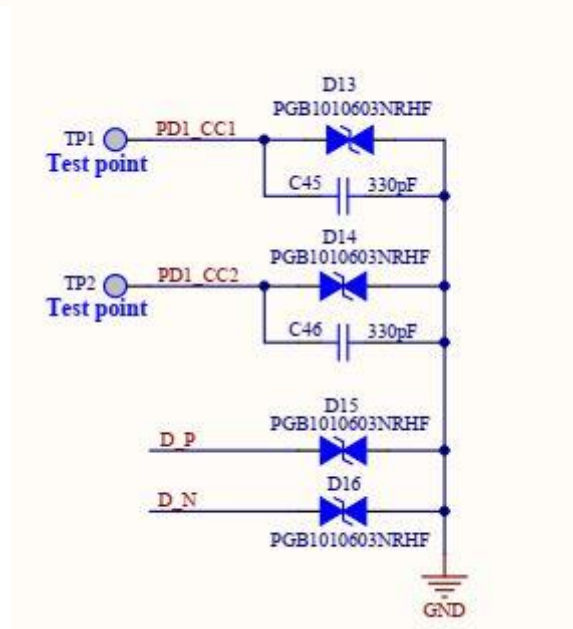 D13
PGB1010603NRHF
TP1 PD1_CC1
Test point
C45 330pF
D14
PGB1010603NRHF
TP2 PD1_CC2
Test point
C46 330pF
D15
PGB1010603NRHF
D_P
D16
D_N
PGB1010603NRHF
GND